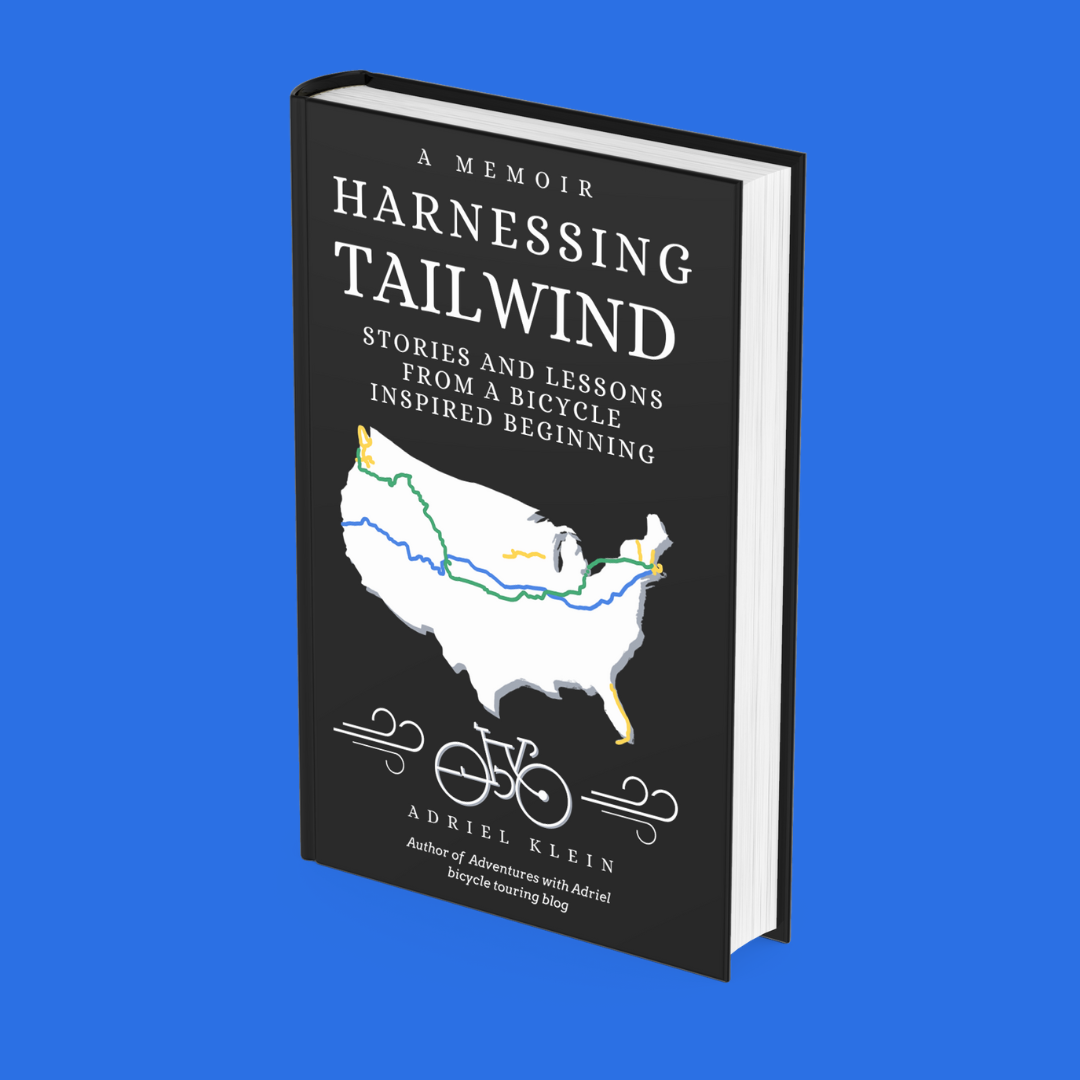 A MEMOIR
HARNESSING
TAILWIND
STORIES AND LESSONS
FROM A BICYCLE
INSPIRED BEGINNING
ADRIEL KLEIN
Author of Adventures with Adriel
bicycle touring blog